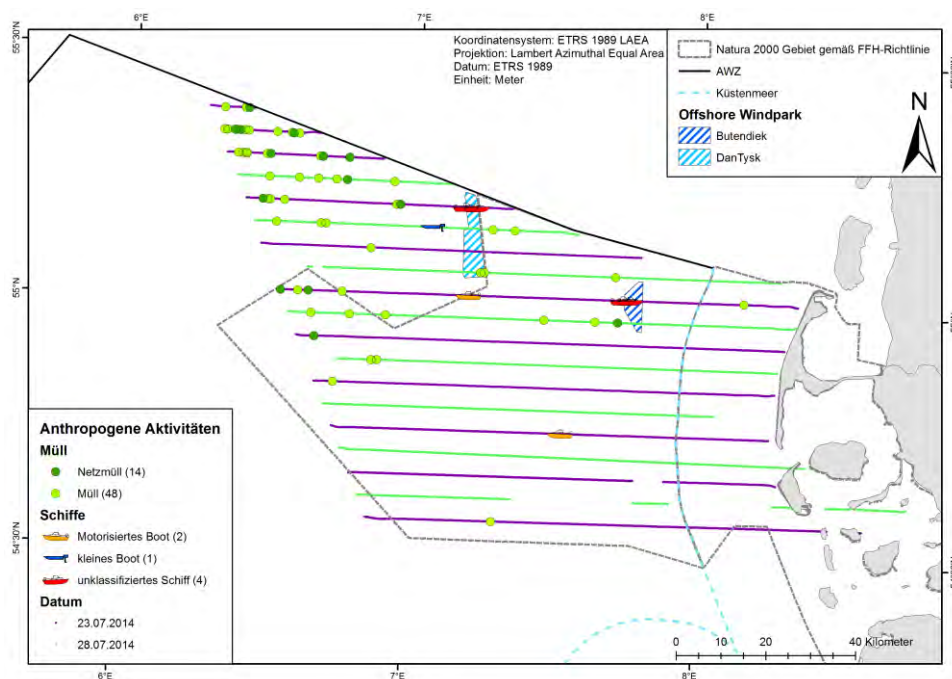 6°E
7°E
8°E
55°30'N
55°N
54°30'N
Koordinatensystem: ETRS 1989 LAEA
Projektion: Lambert Azimuthal Equal Area
Datum: ETRS 1989
Einheit: Meter
Natura 2000 Gebiet gemäß FFH-Richtlinie
AWZ
Küstenmeer
Offshore Windpark
Butendiek
DanTysk
N
Anthropogene Aktivitäten
Müll
Netzmüll (14)
Müll (48)
Schiffe
Motorisiertes Boot (2)
kleines Boot (1)
unklassifiziertes Schiff (4)
Datum
23.07.2014
28.07.2014
0 10 20 40 Kilometer
6°E
7°E
8°E